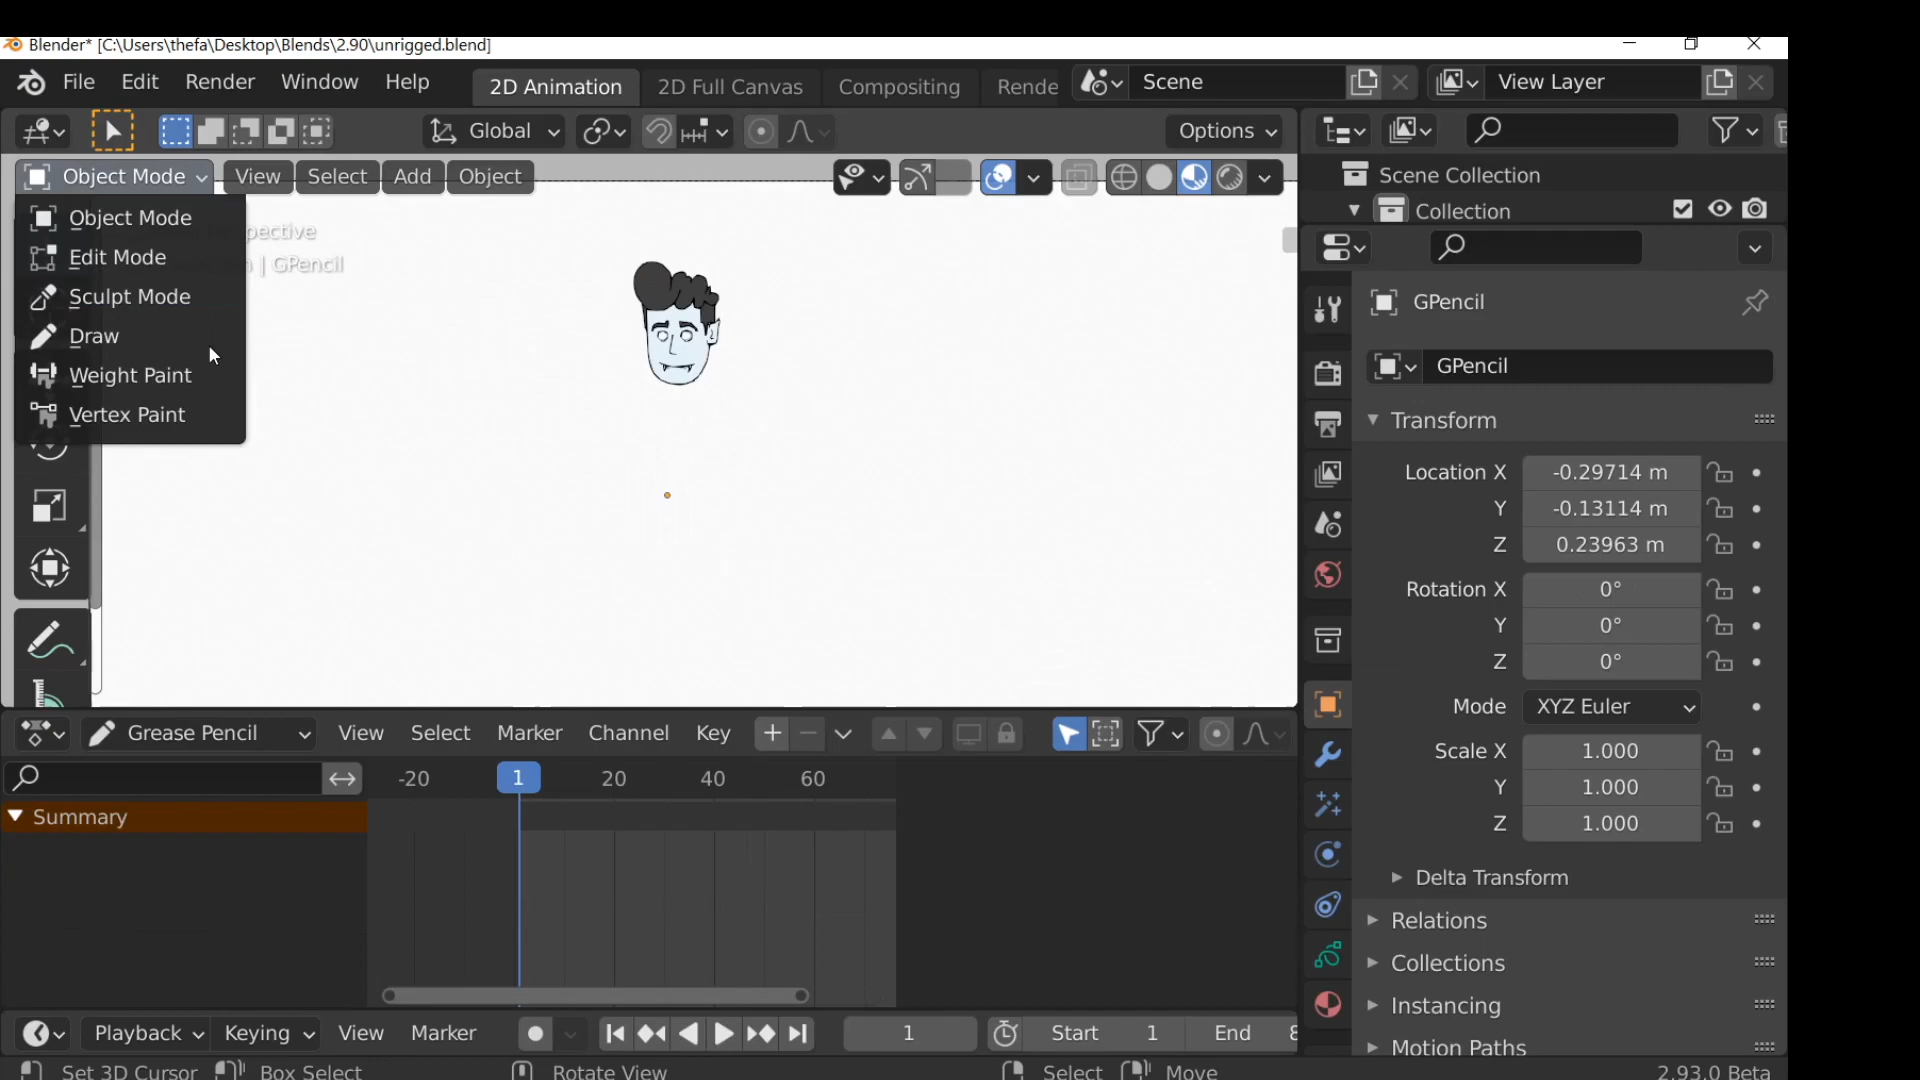 Blender* [C:\Users\thefa\Desktop\Blends\2.90\unrigged.blend]
File Edit Render Window Help 2D Animation 2D Full Canvas Compositing Rende Scene View Layer
Global Options
Object Mode View Select Add Object
Scene Collection
Collection
Object Mode
Edit Mode
Sculpt Mode
Draw
Weight Paint
Vertex Paint
| GPencil
GPencil
GPencil
Transform
Location X -0.29714 m
Y -0.13114 m
Z 0.23963 m
Rotation X 0°
Y 0°
Z 0°
Mode XYZ Euler
Scale X 1.000
Y 1.000
Z 1.000
Delta Transform
Relations
Collections
Instancing
Motion Paths
Grease Pencil View Select Marker Channel Key
-20 1 20 40 60
Summary
Playback Keying View Marker 1 Start 1 End 8
Set 3D Cursor Box Select Rotate View Select Move 2.93.0 Beta